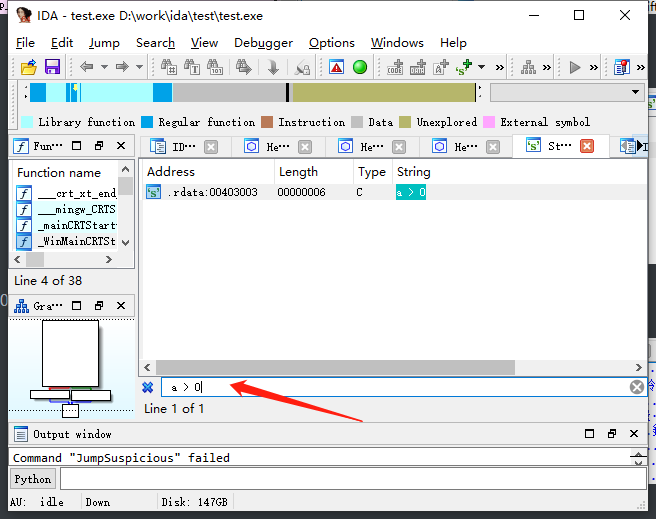 IDA - test.exe D:\work\ida\test\test.exe
File Edit Jump Search View Debugger Options Windows Help
Library function Regular function Instruction Data Unexplored External symbol
Fun··· ID··· He··· He··· He··· St···
Function name
___crt_xt_end
___mingw_CRTS
_mainCRTStart
_WinMainCRTSt
Line 4 of 38
Address Length Type String
.rdata:00403003 00000006 C a > 0
Gra···
a > 0
Line 1 of 1
Output window
Command "JumpSuspicious" failed
Python
AU: idle Down Disk: 147GB